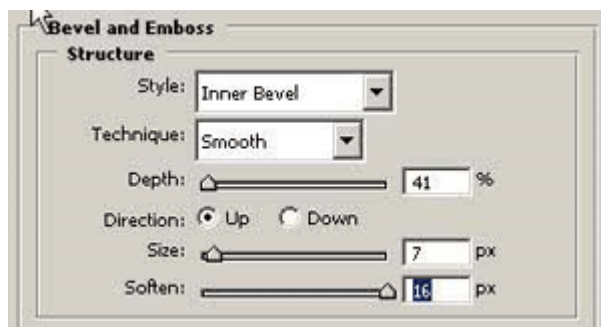 Bevel and Emboss
Structure
Style: Inner Bevel
Technique: Smooth
Depth: 41 %
Direction: Up Down
Size: 7 px
Soften: 16 px